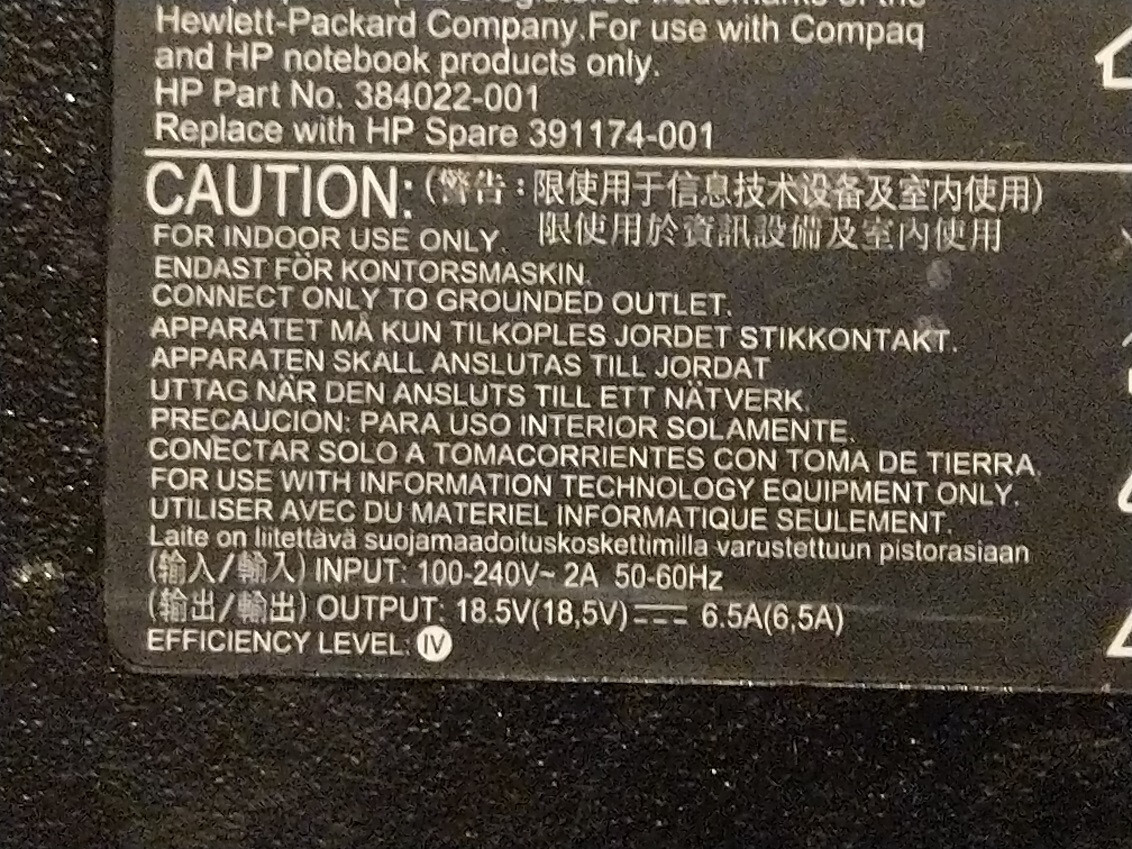 registered trademarks of the
Hewlett-Packard Company.For use with Compaq
and HP notebook products only.
HP Part No. 384022-001
Replace with HP Spare 391174-001
CAUTION: (警告：限使用于信息技术设备及室内使用)
限使用於資訊設備及室內使用
FOR INDOOR USE ONLY.
ENDAST FÖR KONTORSMASKIN.
CONNECT ONLY TO GROUNDED OUTLET.
APPARATET MÅ KUN TILKOPLES JORDET STIKKONTAKT.
APPARATEN SKALL ANSLUTAS TILL JORDAT
UTTAG NÄR DEN ANSLUTS TILL ETT NÄTVERK.
PRECAUCION: PARA USO INTERIOR SOLAMENTE.
CONECTAR SOLO A TOMACORRIENTES CON TOMA DE TIERRA.
FOR USE WITH INFORMATION TECHNOLOGY EQUIPMENT ONLY.
UTILISER AVEC DU MATERIEL INFORMATIQUE SEULEMENT.
Laite on liitettävä suojamaadoituskoskettimilla varustettuun pistorasiaan
(输入/輸入) INPUT: 100-240V~ 2A 50-60Hz
(输出/輸出) OUTPUT: 18.5V(18,5V)⎓ 6.5A(6,5A)
EFFICIENCY LEVEL: IV